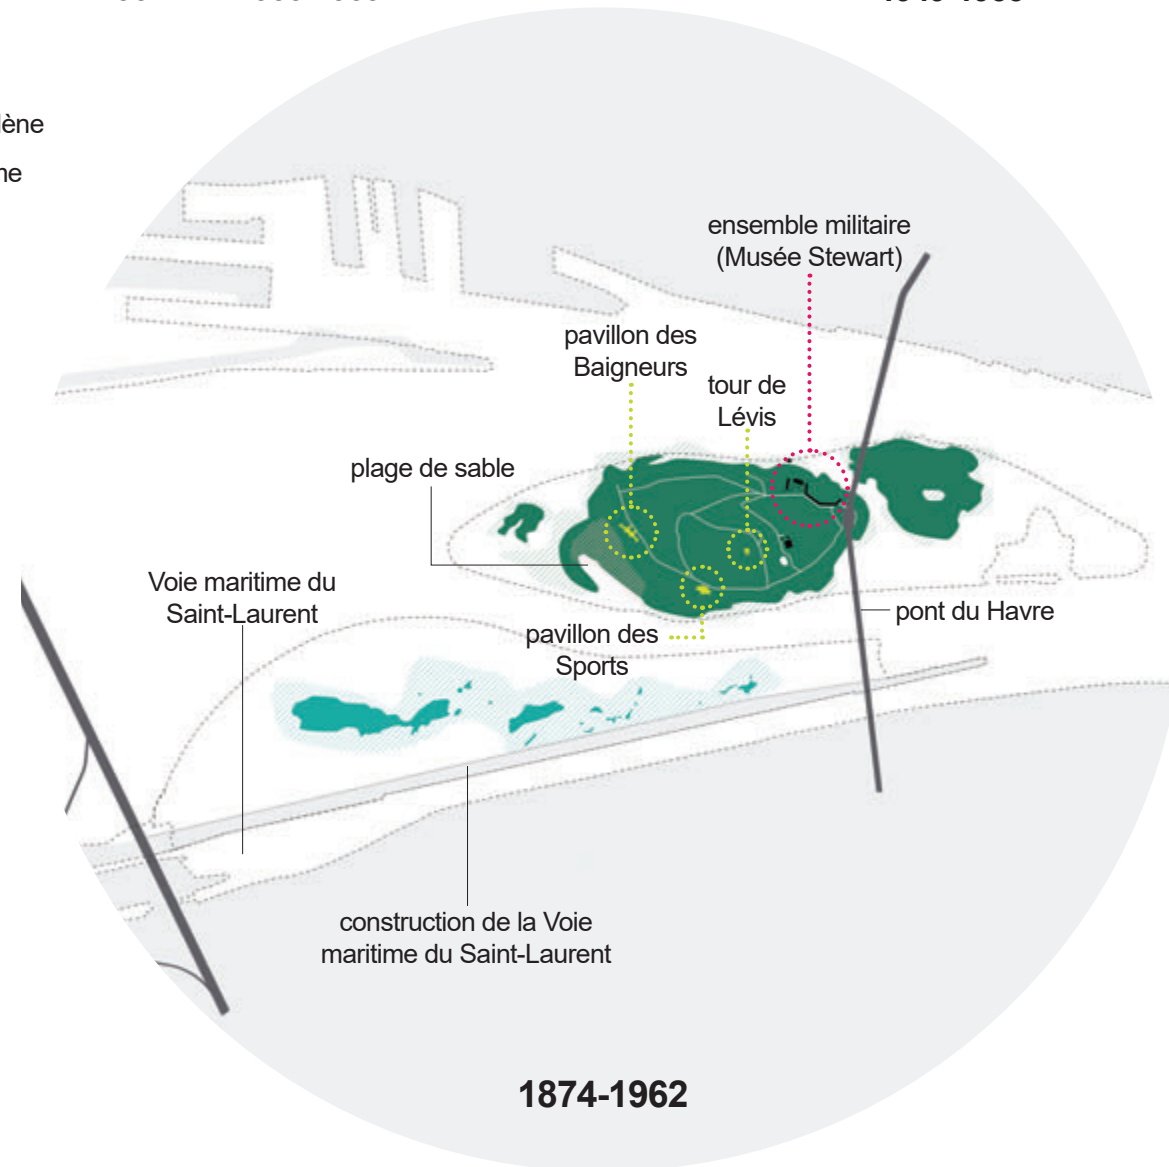 lène
ne
ensemble militaire
(Musée Stewart)
pavillon des
Baigneurs
tour de
Lévis
plage de sable
Voie maritime du
Saint-Laurent
pont du Havre
pavillon des
Sports
construction de la Voie
maritime du Saint-Laurent
1874-1962